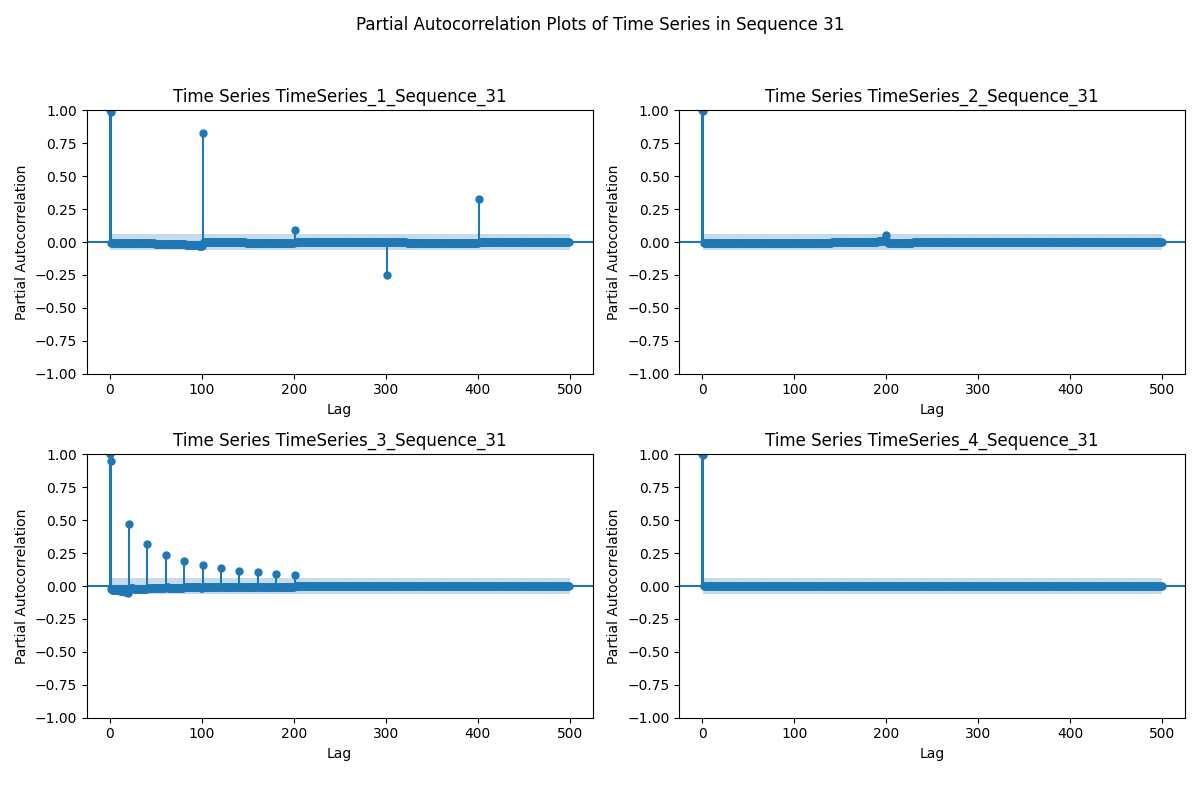 Partial Autocorrelation Plots of Time Series in Sequence 31
Time Series TimeSeries_1_Sequence_31
1.00
0.75
0.50
0.25
0.00
−0.25
−0.50
−0.75
−1.00
Partial Autocorrelation
0 100 200 300 400 500
Lag
Time Series TimeSeries_2_Sequence_31
1.00
0.75
0.50
0.25
0.00
−0.25
−0.50
−0.75
−1.00
Partial Autocorrelation
0 100 200 300 400 500
Lag
Time Series TimeSeries_3_Sequence_31
1.00
0.75
0.50
0.25
0.00
−0.25
−0.50
−0.75
−1.00
Partial Autocorrelation
0 100 200 300 400 500
Lag
Time Series TimeSeries_4_Sequence_31
1.00
0.75
0.50
0.25
0.00
−0.25
−0.50
−0.75
−1.00
Partial Autocorrelation
0 100 200 300 400 500
Lag